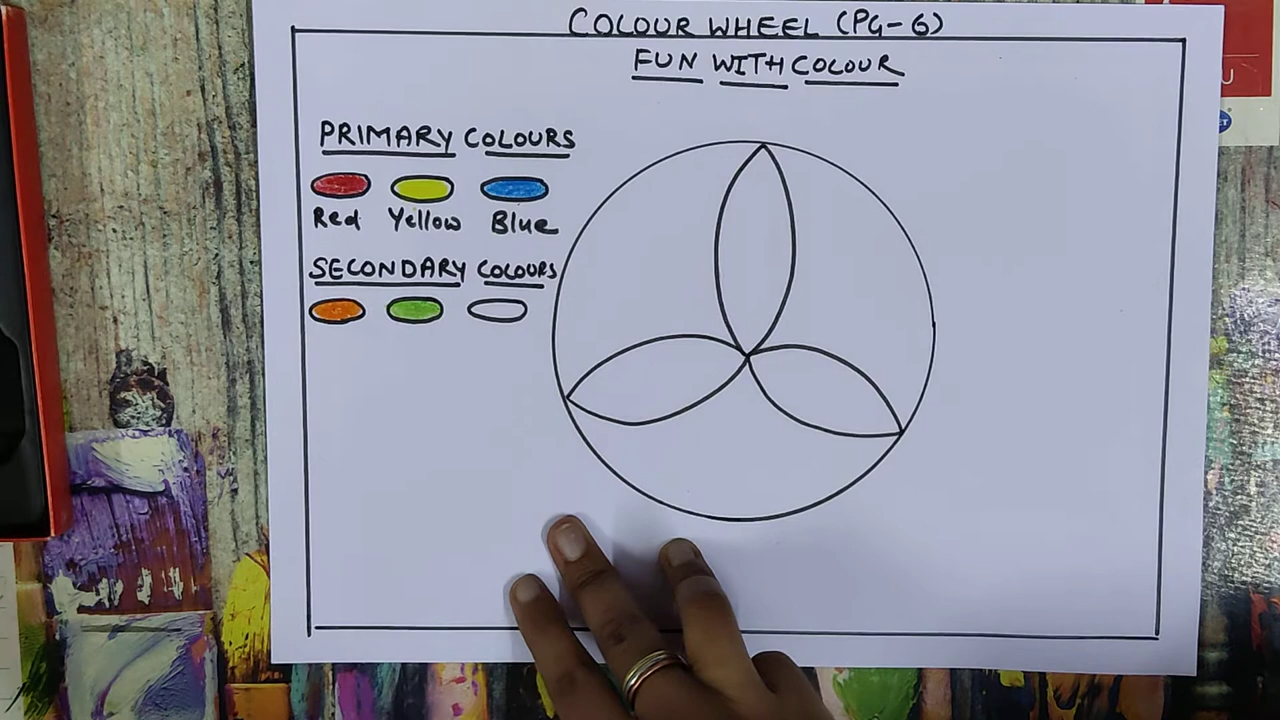 COLOUR WHEEL (PG-6)
FUN WITH COLOUR
PRIMARY COLOURS
Red Yellow Blue
SECONDARY COLOURS